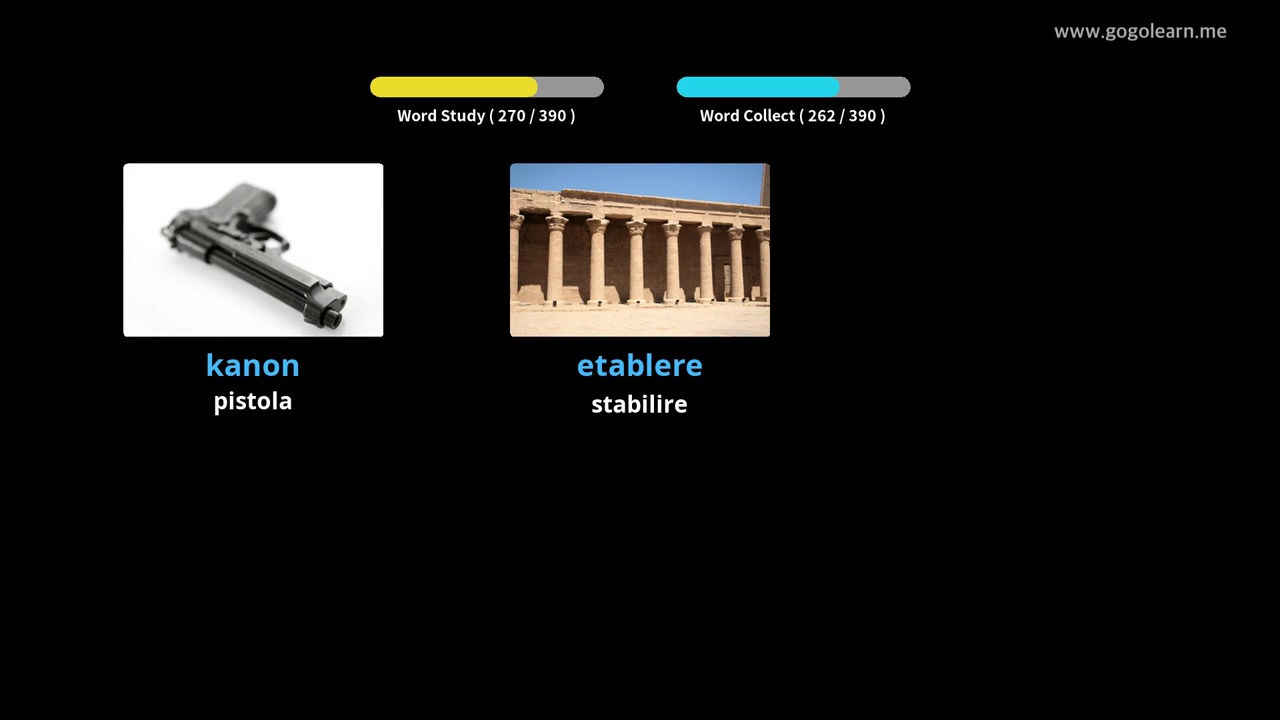 www.gogolearn.me
Word Study ( 270 / 390 )
Word Collect ( 262 / 390 )
kanon
pistola
etablere
stabilire